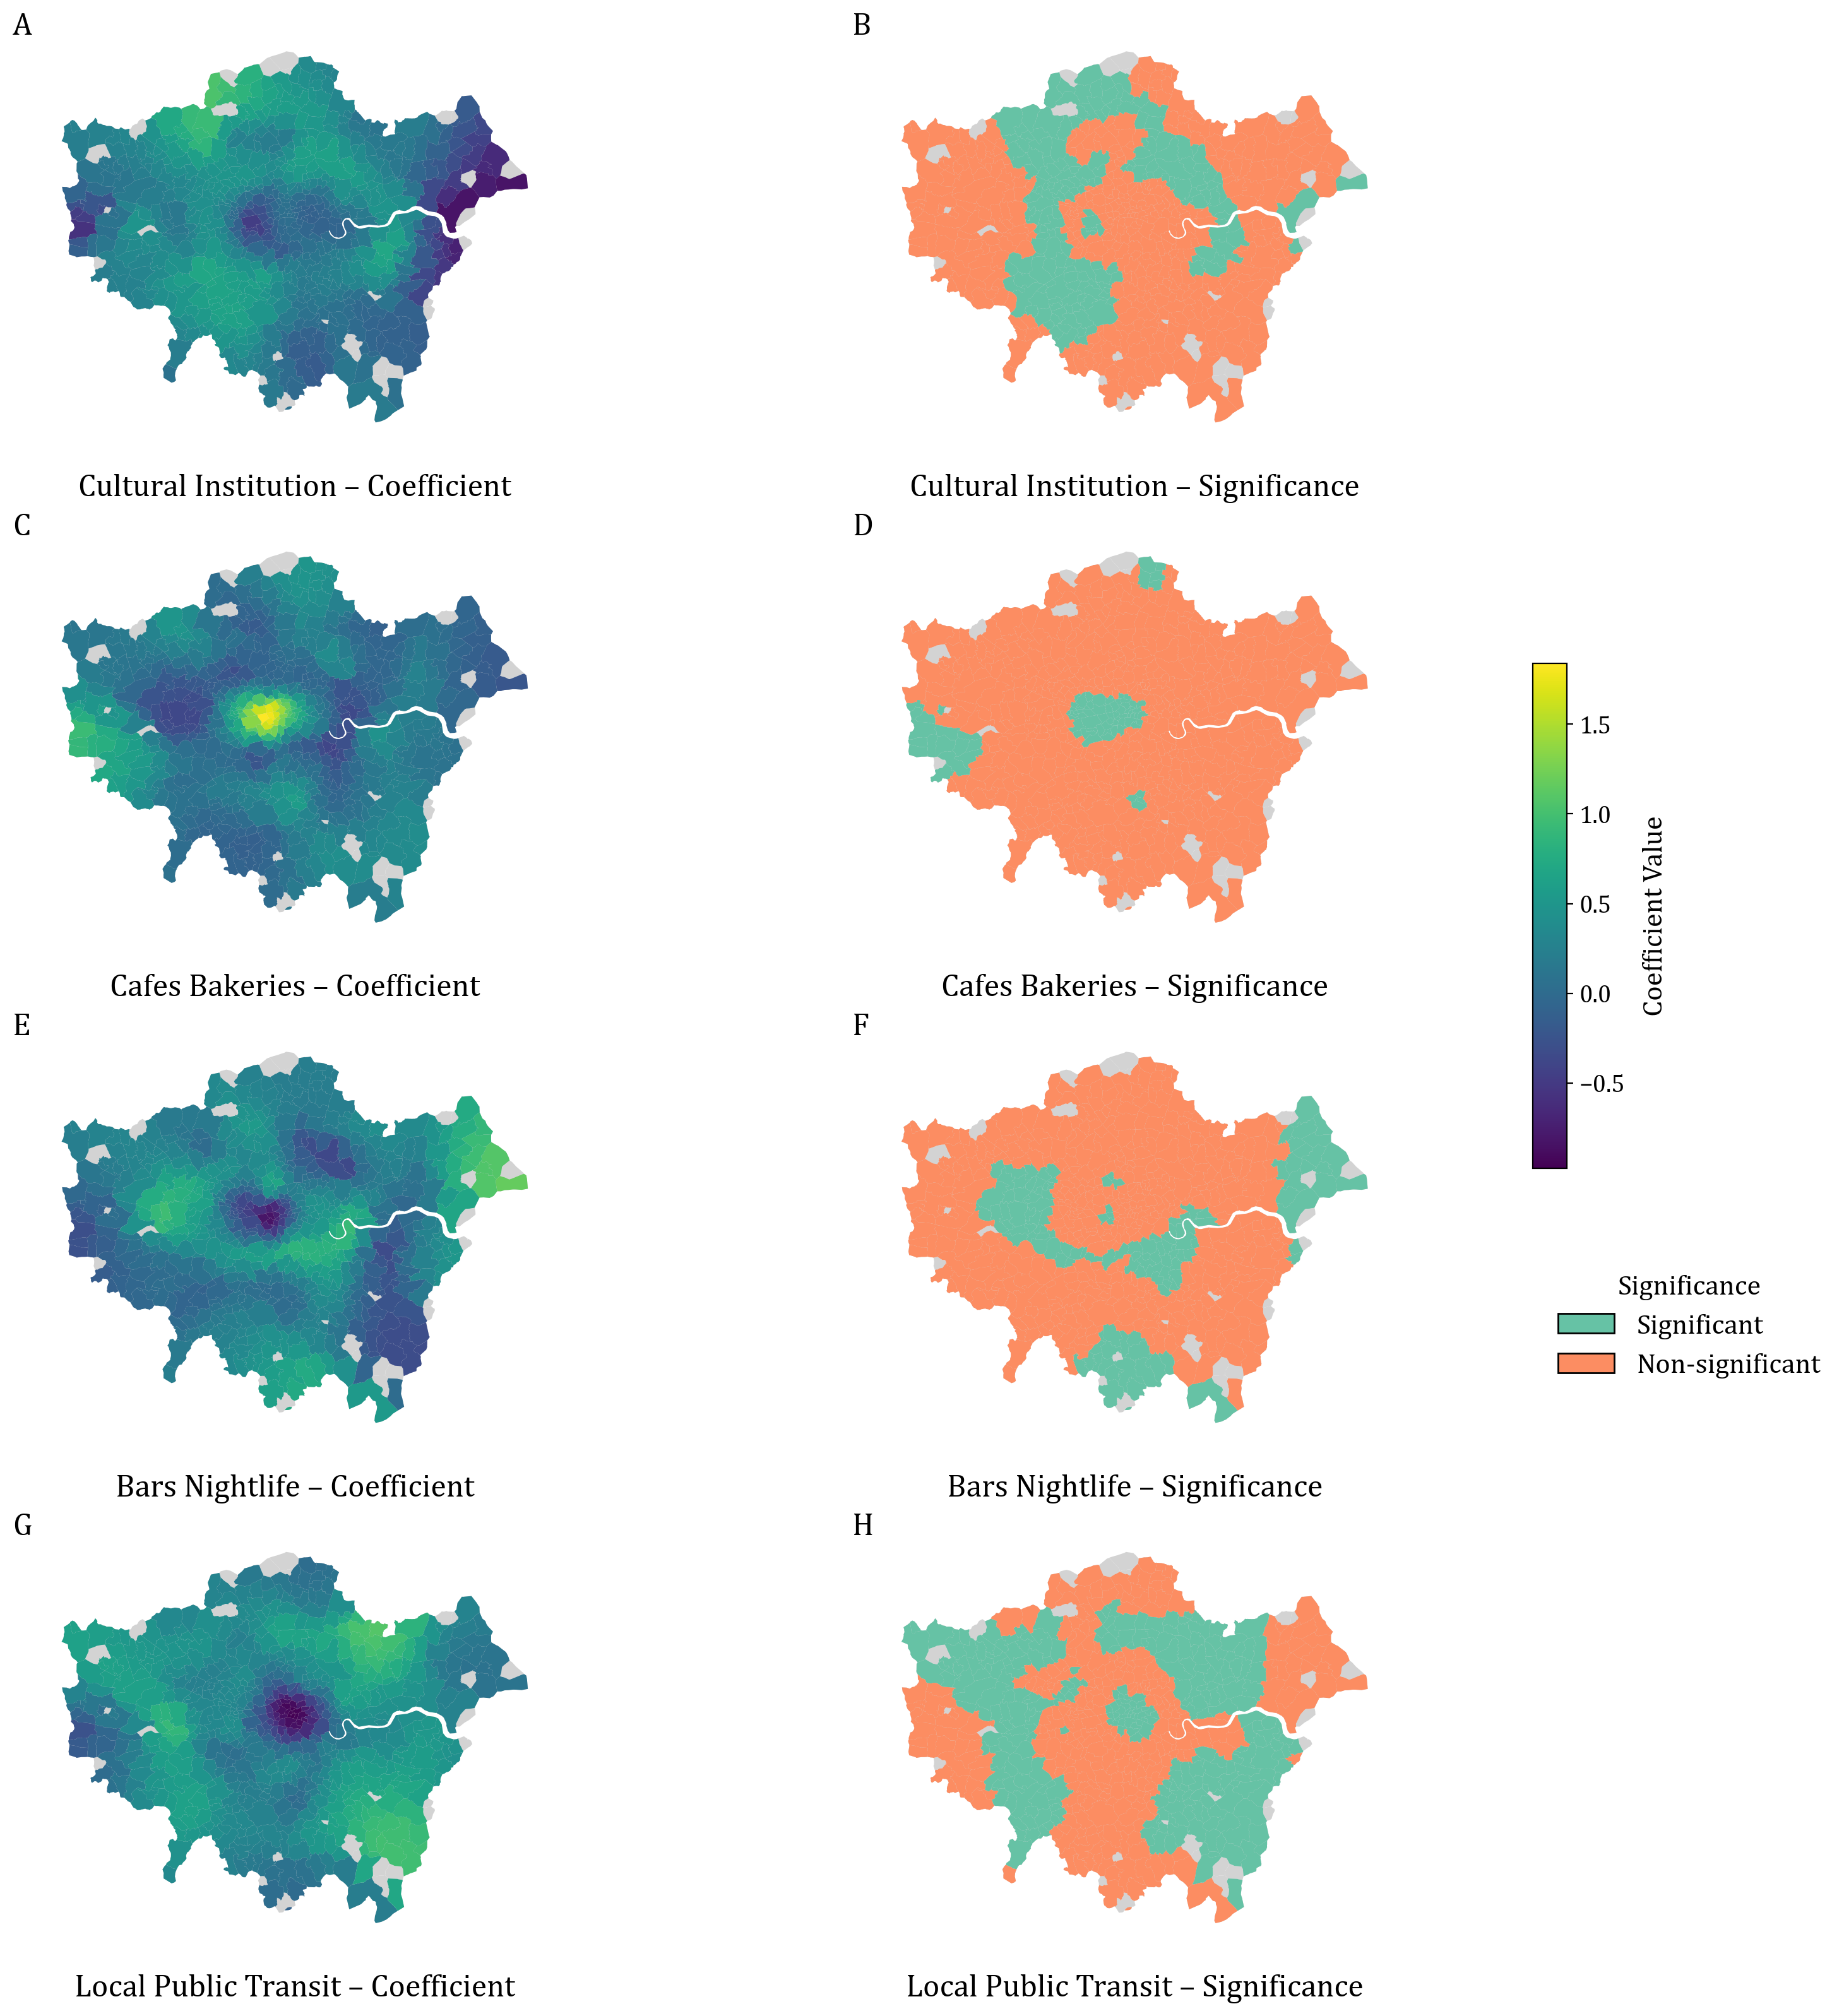 A
B
Cultural Institution – Coefficient
Cultural Institution – Significance
C
D
Cafes Bakeries – Coefficient
Cafes Bakeries – Significance
1.5
1.0
0.5
0.0
−0.5
Coefficient Value
E
F
Significance
Significant
Non-significant
Bars Nightlife – Coefficient
Bars Nightlife – Significance
G
H
Local Public Transit – Coefficient
Local Public Transit – Significance